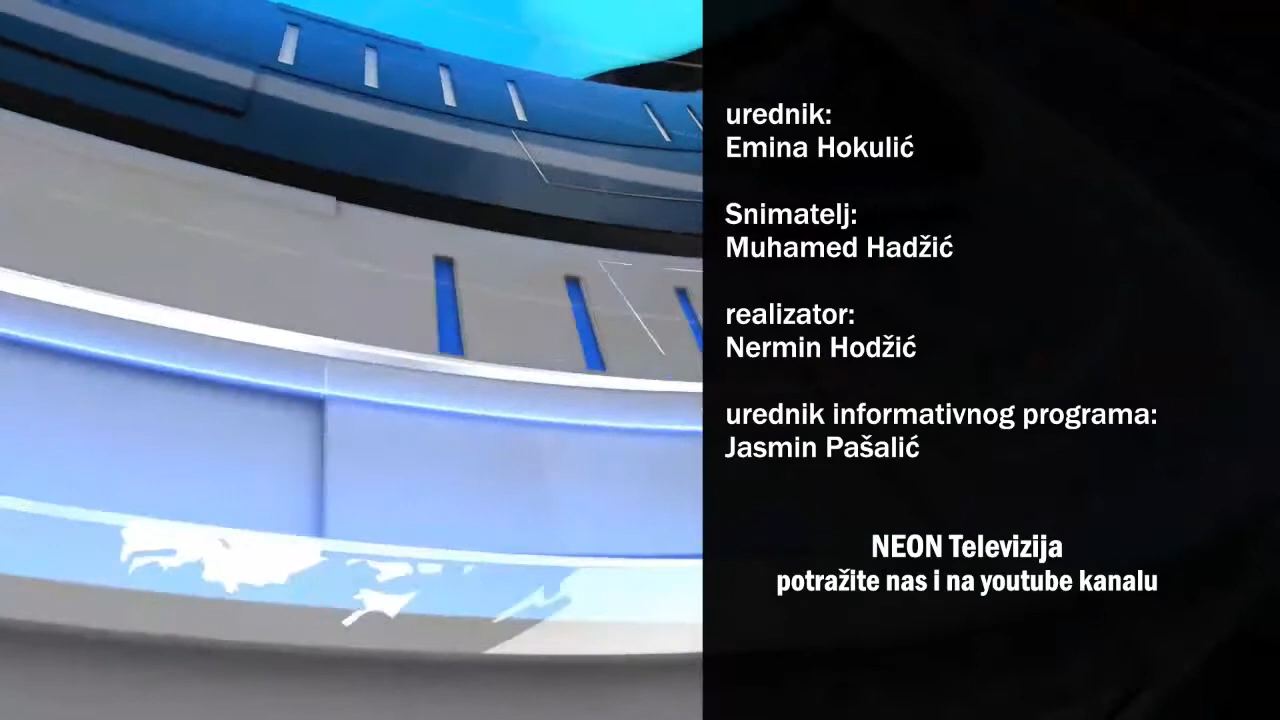 urednik:
Emina Hokulić
Snimatelj:
Muhamed Hadžić
realizator:
Nermin Hodžić
urednik informativnog programa:
Jasmin Pašalić
NEON Televizija
potražite nas i na youtube kanalu